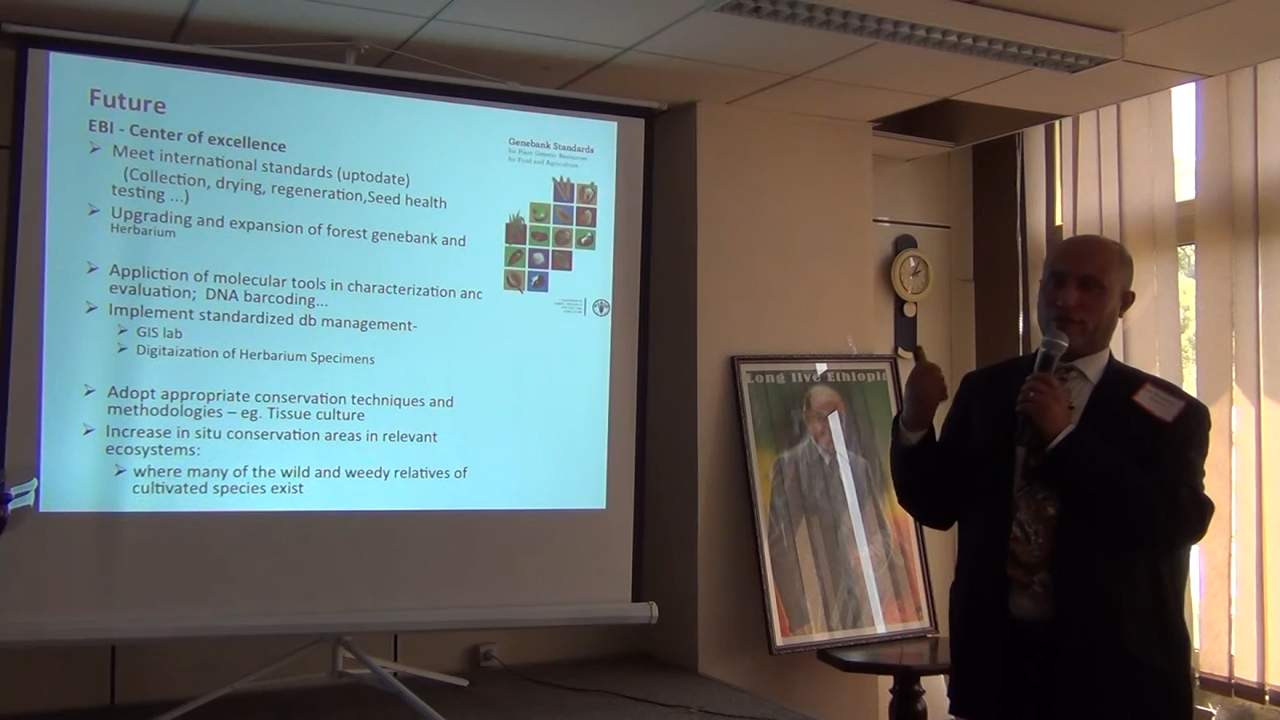 Future
EBI - Center of excellence
Meet international standards (uptodate)
(Collection, drying, regeneration,Seed health
testing ...)
Upgrading and expansion of forest genebank and
Herbarium
Appliction of molecular tools in characterization anc
evaluation; DNA barcoding...
Implement standardized db management-
GIS lab
Digitaization of Herbarium Specimens
Adopt appropriate conservation techniques and
methodologies – eg. Tissue culture
Increase in situ conservation areas in relevant
ecosystems:
where many of the wild and weedy relatives of
cultivated species exist
Genebank Standards
for Plant Genetic Resources
for Food and Agriculture
Long live Ethiopia